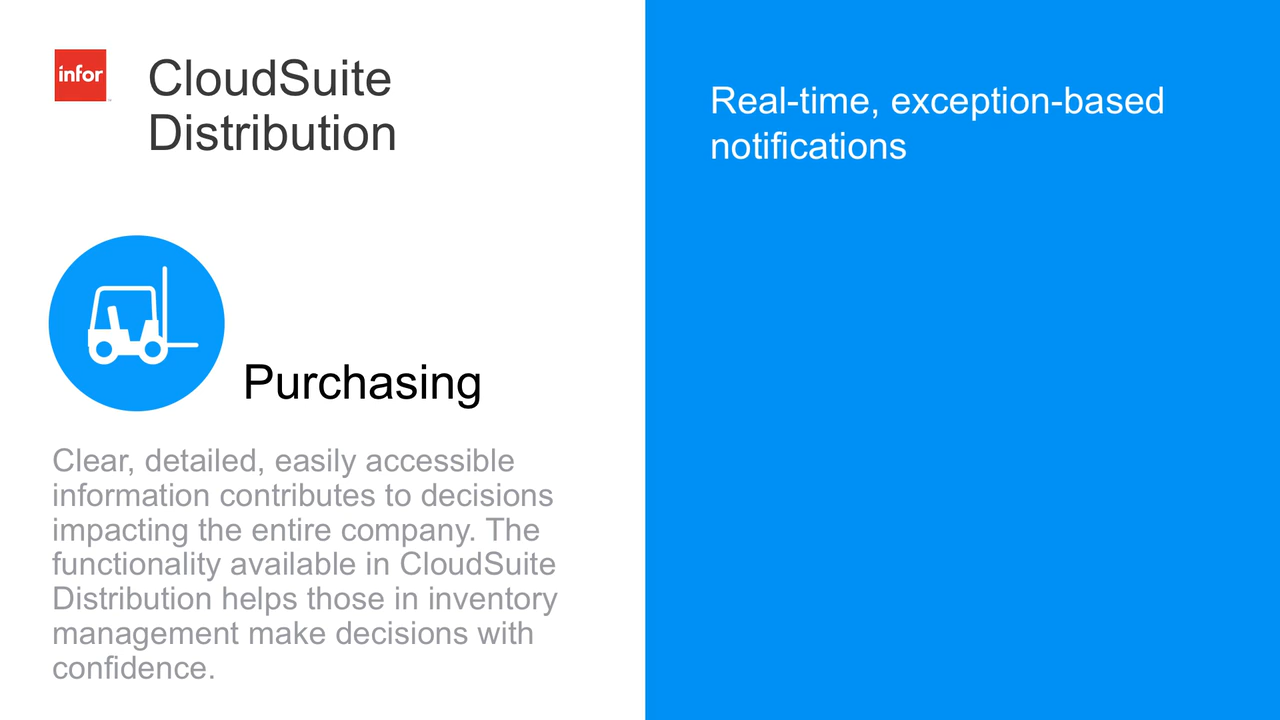 infor
CloudSuite
Distribution
Purchasing
Clear, detailed, easily accessible
information contributes to decisions
impacting the entire company. The
functionality available in CloudSuite
Distribution helps those in inventory
management make decisions with
confidence.
Real-time, exception-based
notifications